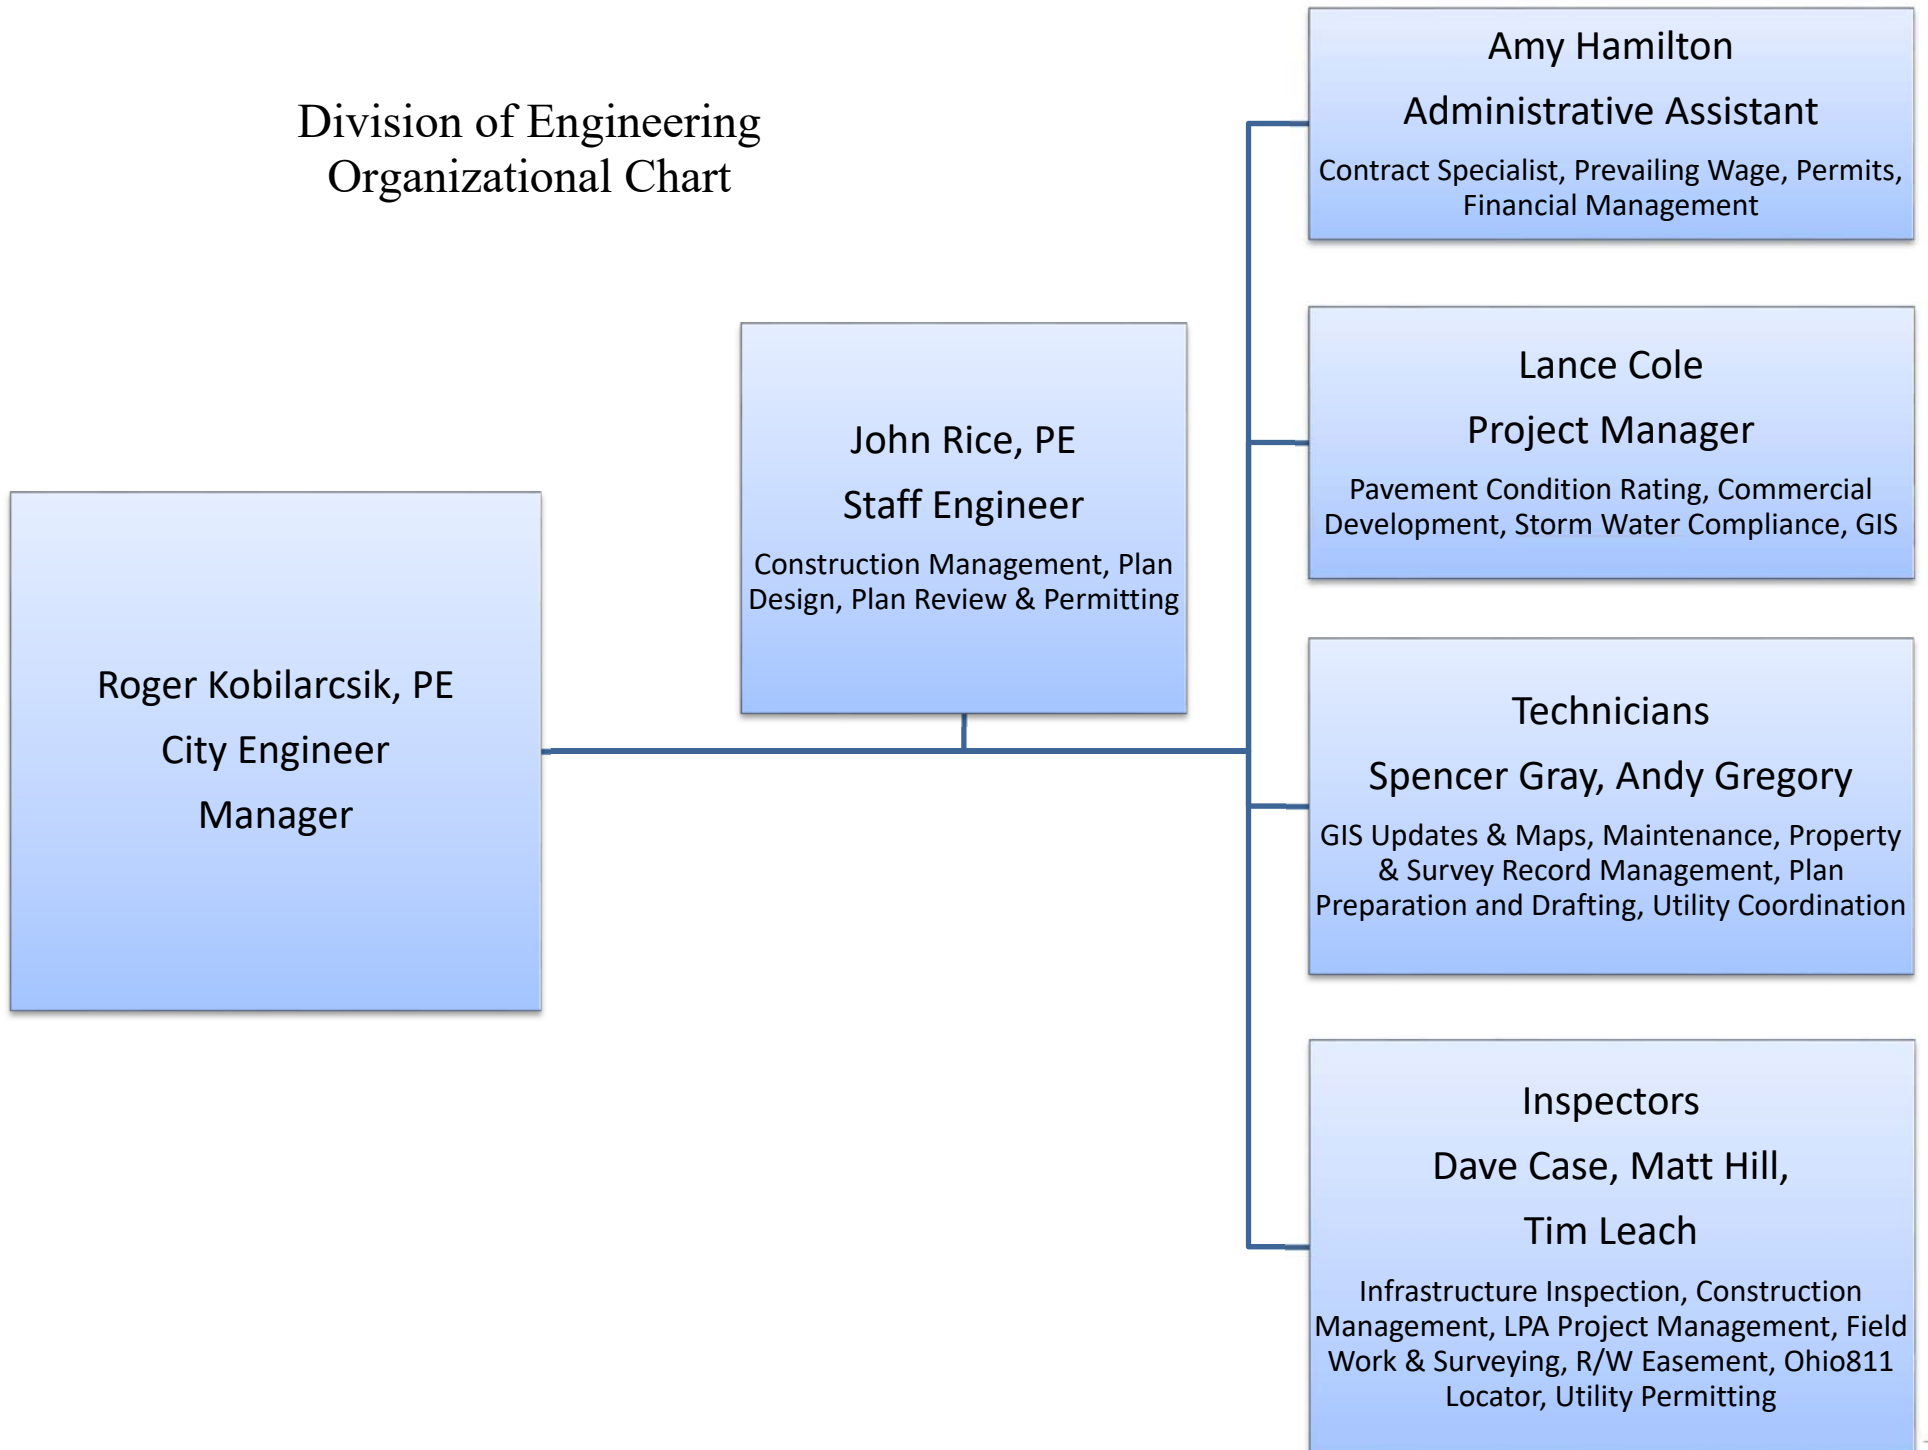 Division of Engineering
Organizational Chart
Roger Kobilarcsik, PE
City Engineer
Manager
John Rice, PE
Staff Engineer
Construction Management, Plan
Design, Plan Review & Permitting
Amy Hamilton
Administrative Assistant
Contract Specialist, Prevailing Wage, Permits,
Financial Management
Lance Cole
Project Manager
Pavement Condition Rating, Commercial
Development, Storm Water Compliance, GIS
Technicians
Spencer Gray, Andy Gregory
GIS Updates & Maps, Maintenance, Property
& Survey Record Management, Plan
Preparation and Drafting, Utility Coordination
Inspectors
Dave Case, Matt Hill,
Tim Leach
Infrastructure Inspection, Construction
Management, LPA Project Management, Field
Work & Surveying, R/W Easement, Ohio811
Locator, Utility Permitting